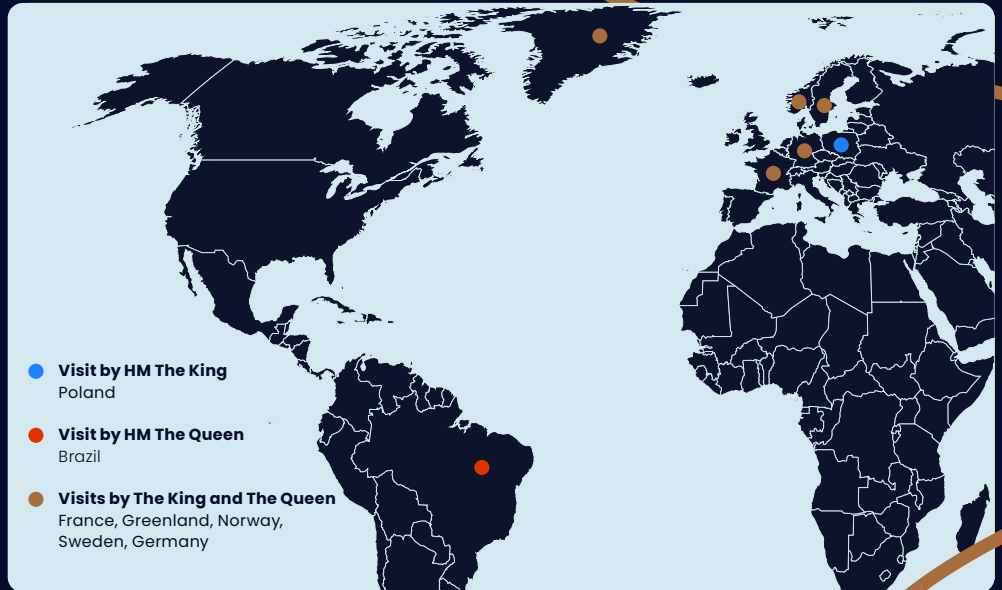 Visit by HM The King
Poland
Visit by HM The Queen
Brazil
Visits by The King and The Queen
France, Greenland, Norway,
Sweden, Germany